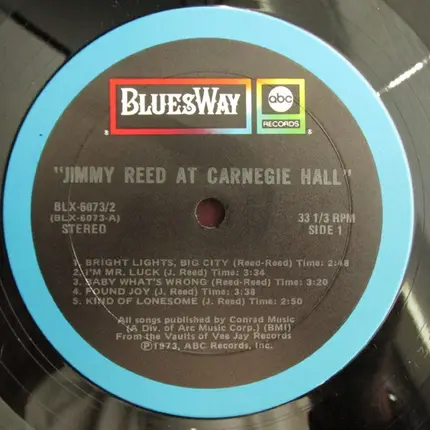 BLUESWAY
abc
RECORDS
"JIMMY REED AT CARNEGIE HALL"
BLX-6073/2
(BLX-6073-A)
STEREO
33 1/3 RPM
SIDE 1
1. BRIGHT LIGHTS, BIG CITY (Reed-Reed) Time: 2:48
2. I'M MR. LUCK (J. Reed) Time: 3:34
3. BABY WHAT'S WRONG (Reed-Reed) Time: 3:20
4. FOUND JOY (J. Reed) Time: 3:38
5. KIND OF LONESOME (J. Reed) Time: 2:50
All songs published by Conrad Music
(A Div. of Arc Music Corp.) (BMI)
From the Vaults of Vee Jay Records
Ⓟ1973, ABC Records, Inc.